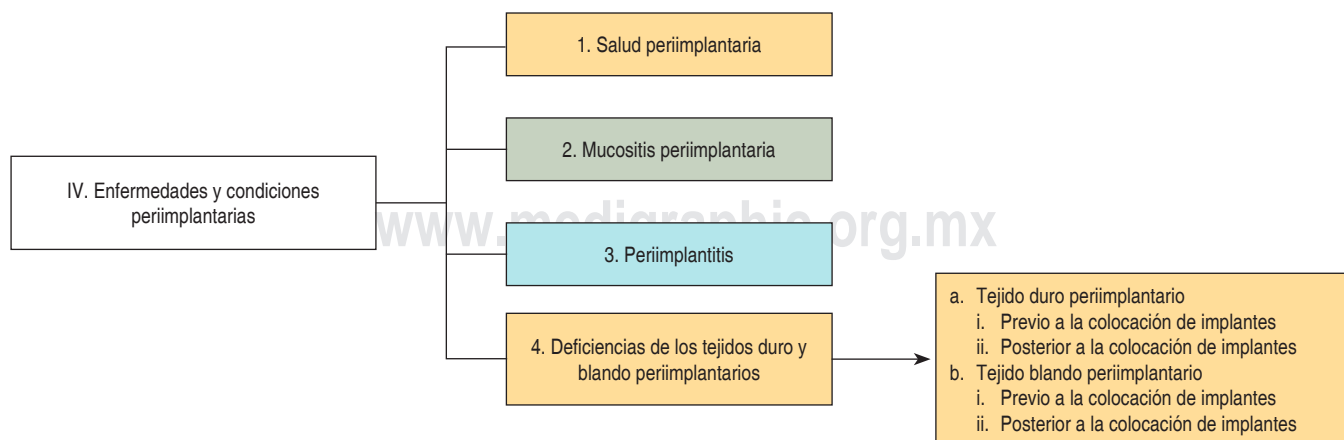 1. Salud periimplantaria
2. Mucositis periimplantaria
IV. Enfermedades y condiciones
periimplantarias
www.medigraphic.org.mx
3. Periimplantitis
4. Deficiencias de los tejidos duro y
blando periimplantarios
a. Tejido duro periimplantario
i. Previo a la colocación de implantes
ii. Posterior a la colocación de implantes
b. Tejido blando periimplantario
i. Previo a la colocación de implantes
ii. Posterior a la colocación de implantes